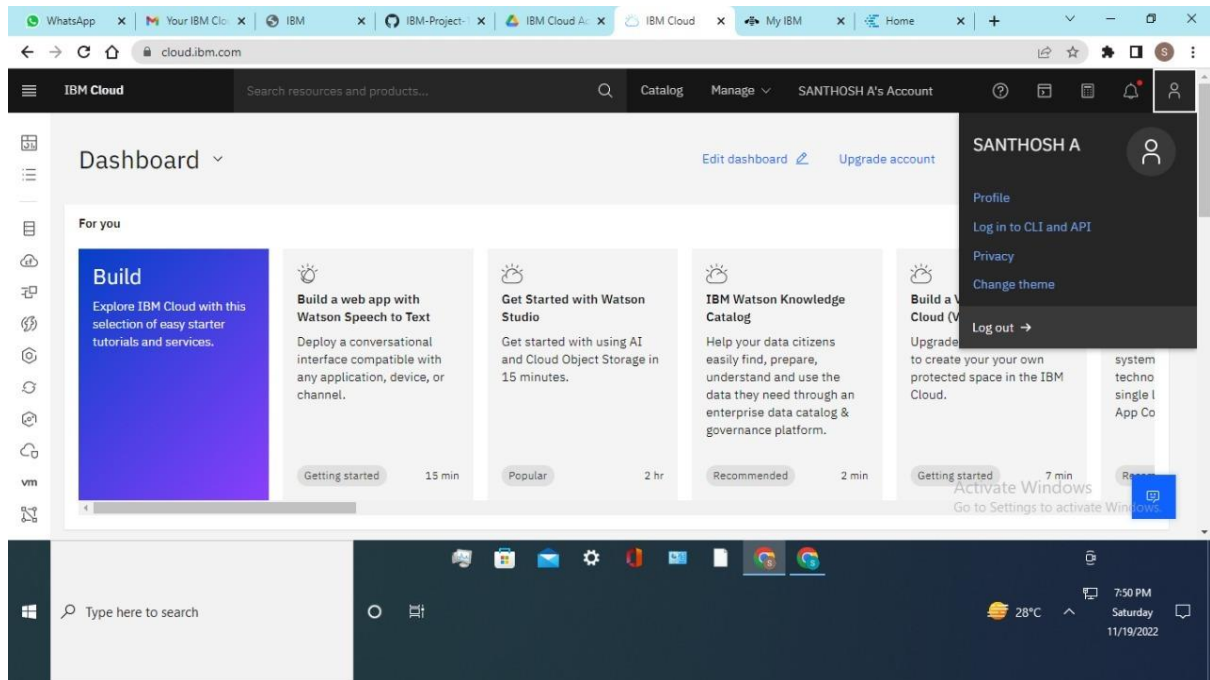 WhatsApp
Your IBM Clo
IBM
IBM-Project-
IBM Cloud Ac
IBM Cloud
My IBM
Home
cloud.ibm.com
S
IBM Cloud
Search resources and products...
Catalog
Manage
SANTHOSH A's Account
SANTHOSH A
Profile
Log in to CLI and API
Privacy
Change theme
Log out →
Dashboard
Edit dashboard
Upgrade account
For you
Build
Explore IBM Cloud with this
selection of easy starter
tutorials and services.
Build a web app with
Watson Speech to Text
Deploy a conversational
interface compatible with
any application, device, or
channel.
Getting started
15 min
Get Started with Watson
Studio
Get started with using AI
and Cloud Object Storage in
15 minutes.
Popular
2 hr
IBM Watson Knowledge
Catalog
Help your data citizens
easily find, prepare,
understand and use the
data they need through an
enterprise data catalog &
governance platform.
Recommended
2 min
Build a V
Cloud (V
Upgrade
to create your your own
protected space in the IBM
Cloud.
Getting started
7 min
system
techno
single l
App Co
vm
Activate Windows
Go to Settings to activate Windows.
Type here to search
28°C
7:50 PM
Saturday
11/19/2022